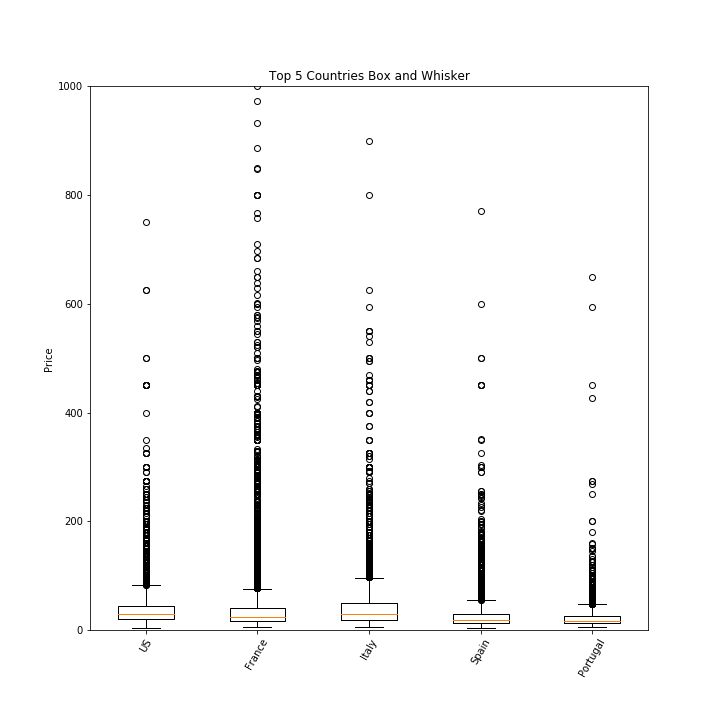 Top 5 Countries Box and Whisker
1000
800
600
400
200
0
Price
US
France
Italy
Spain
Portugal